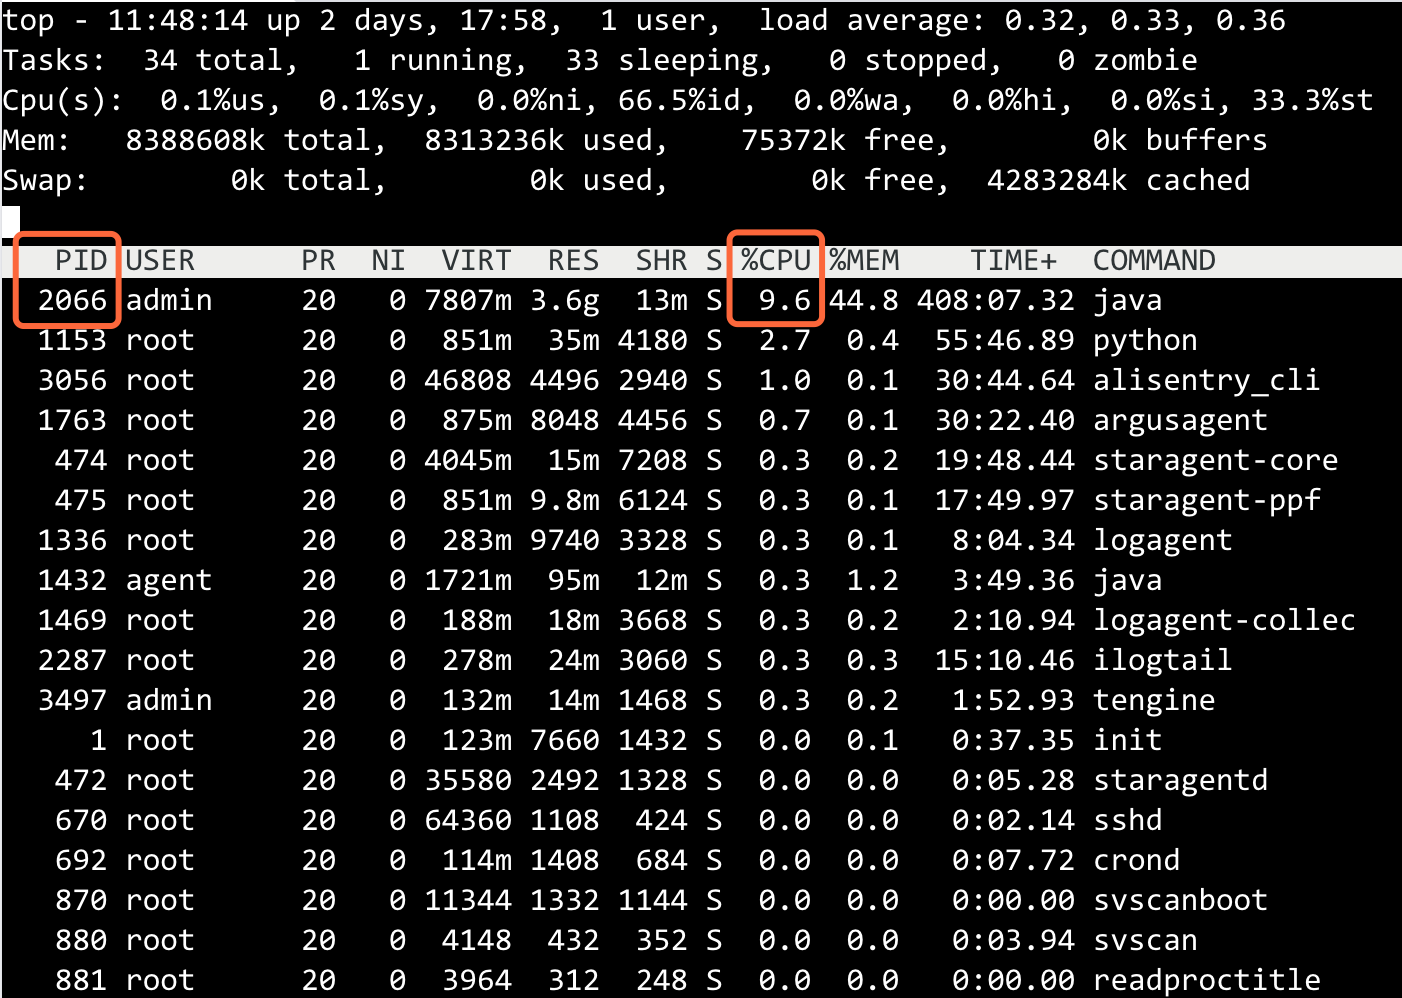 top - 11:48:14 up 2 days, 17:58,  1 user,  load average: 0.32, 0.33, 0.36
Tasks:  34 total,   1 running,  33 sleeping,   0 stopped,   0 zombie
Cpu(s):  0.1%us,  0.1%sy,  0.0%ni, 66.5%id,  0.0%wa,  0.0%hi,  0.0%si, 33.3%st
Mem:   8388608k total,  8313236k used,    75372k free,        0k buffers
Swap:        0k total,        0k used,        0k free,  4283284k cached
PID USER      PR  NI  VIRT  RES  SHR S %CPU %MEM    TIME+  COMMAND
2066 admin     20   0 7807m 3.6g  13m S  9.6 44.8 408:07.32 java
1153 root      20   0  851m  35m 4180 S  2.7  0.4  55:46.89 python
3056 root      20   0 46808 4496 2940 S  1.0  0.1  30:44.64 alisentry_cli
1763 root      20   0  875m 8048 4456 S  0.7  0.1  30:22.40 argusagent
474 root      20   0 4045m  15m 7208 S  0.3  0.2  19:48.44 staragent-core
475 root      20   0  851m 9.8m 6124 S  0.3  0.1  17:49.97 staragent-ppf
1336 root      20   0  283m 9740 3328 S  0.3  0.1   8:04.34 logagent
1432 agent     20   0 1721m  95m  12m S  0.3  1.2   3:49.36 java
1469 root      20   0  188m  18m 3668 S  0.3  0.2   2:10.94 logagent-collec
2287 root      20   0  278m  24m 3060 S  0.3  0.3  15:10.46 ilogtail
3497 admin     20   0  132m  14m 1468 S  0.3  0.2   1:52.93 tengine
1 root      20   0  123m 7660 1432 S  0.0  0.1   0:37.35 init
472 root      20   0 35580 2492 1328 S  0.0  0.0   0:05.28 staragentd
670 root      20   0 64360 1108  424 S  0.0  0.0   0:02.14 sshd
692 root      20   0  114m 1408  684 S  0.0  0.0   0:07.72 crond
870 root      20   0 11344 1332 1144 S  0.0  0.0   0:00.00 svscanboot
880 root      20   0  4148  432  352 S  0.0  0.0   0:03.94 svscan
881 root      20   0  3964  312  248 S  0.0  0.0   0:00.00 readproctitle